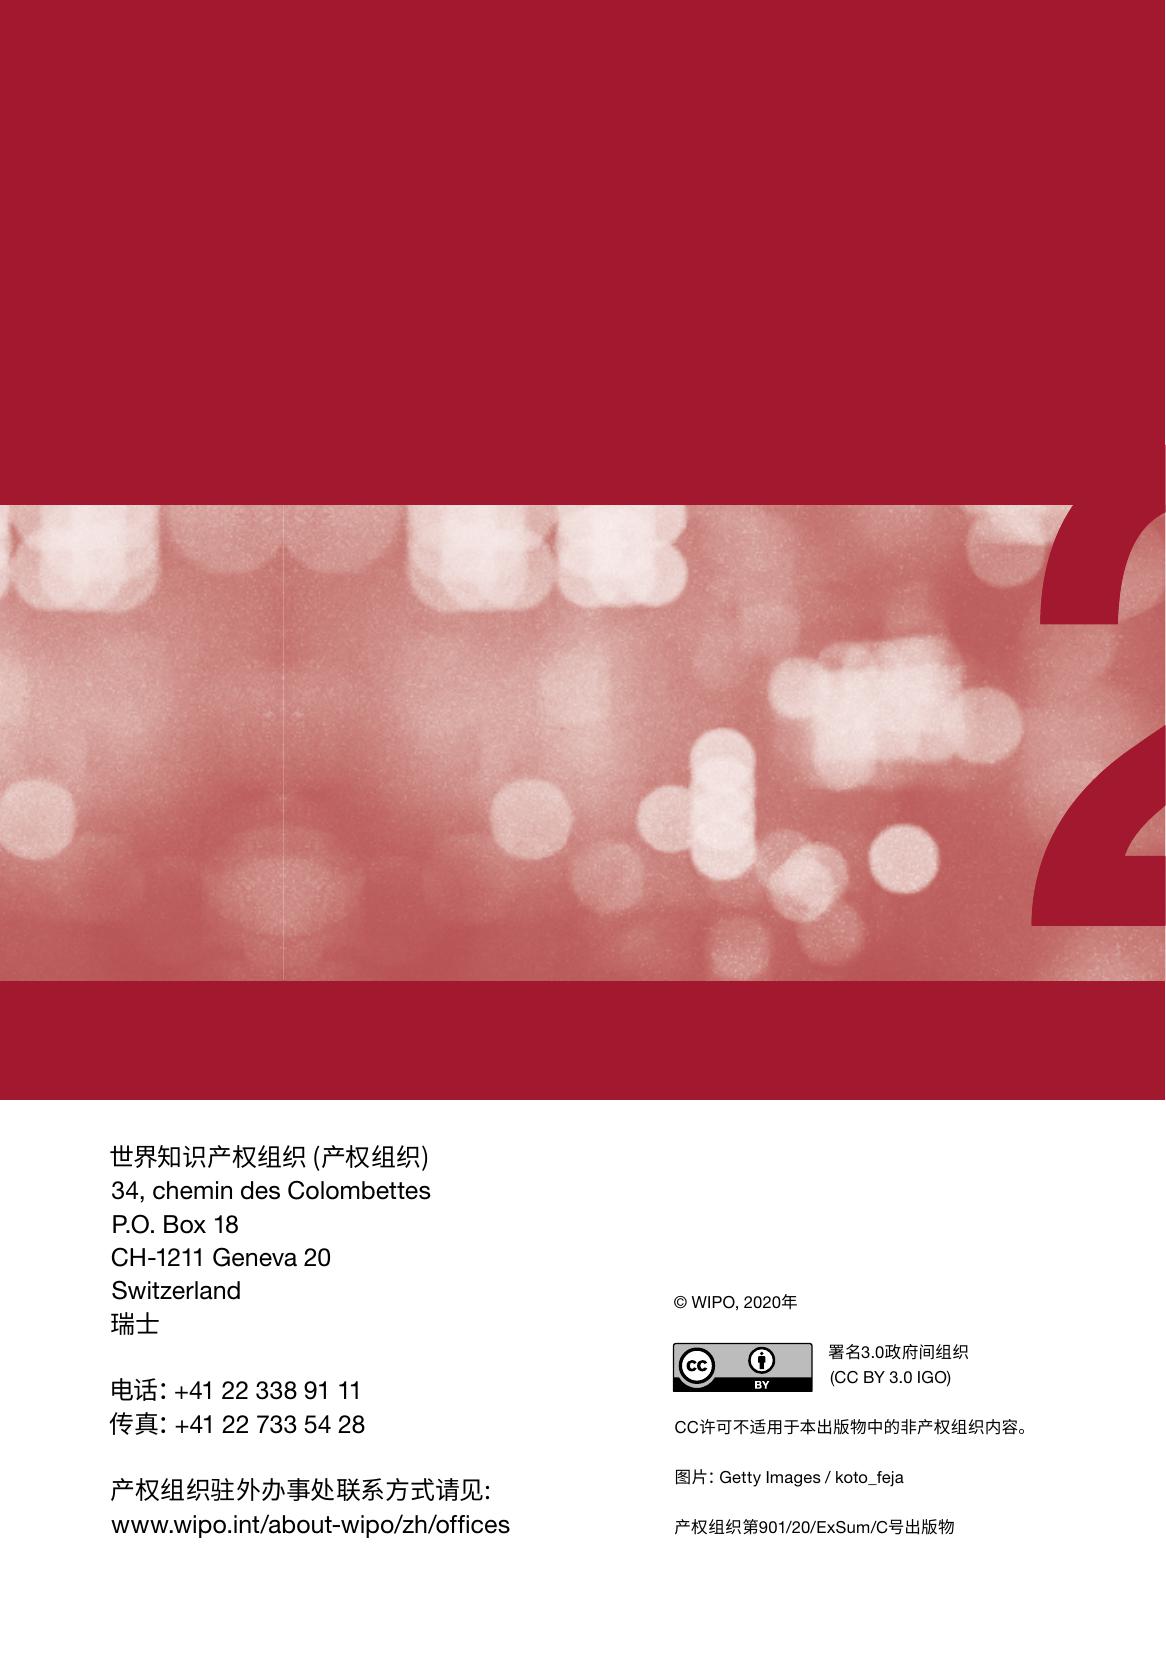 2
世界知识产权组织 (产权组织)
34, chemin des Colombettes
P.O. Box 18
CH-1211 Geneva 20
Switzerland
瑞士
电话：+41 22 338 91 11
传真：+41 22 733 54 28
产权组织驻外办事处联系方式请见:
www.wipo.int/about-wipo/zh/offices
© WIPO, 2020年
cc
BY
署名3.0政府间组织
(CC BY 3.0 IGO)
CC许可不适用于本出版物中的非产权组织内容。
图片：Getty Images / koto_feja
产权组织第901/20/ExSum/C号出版物